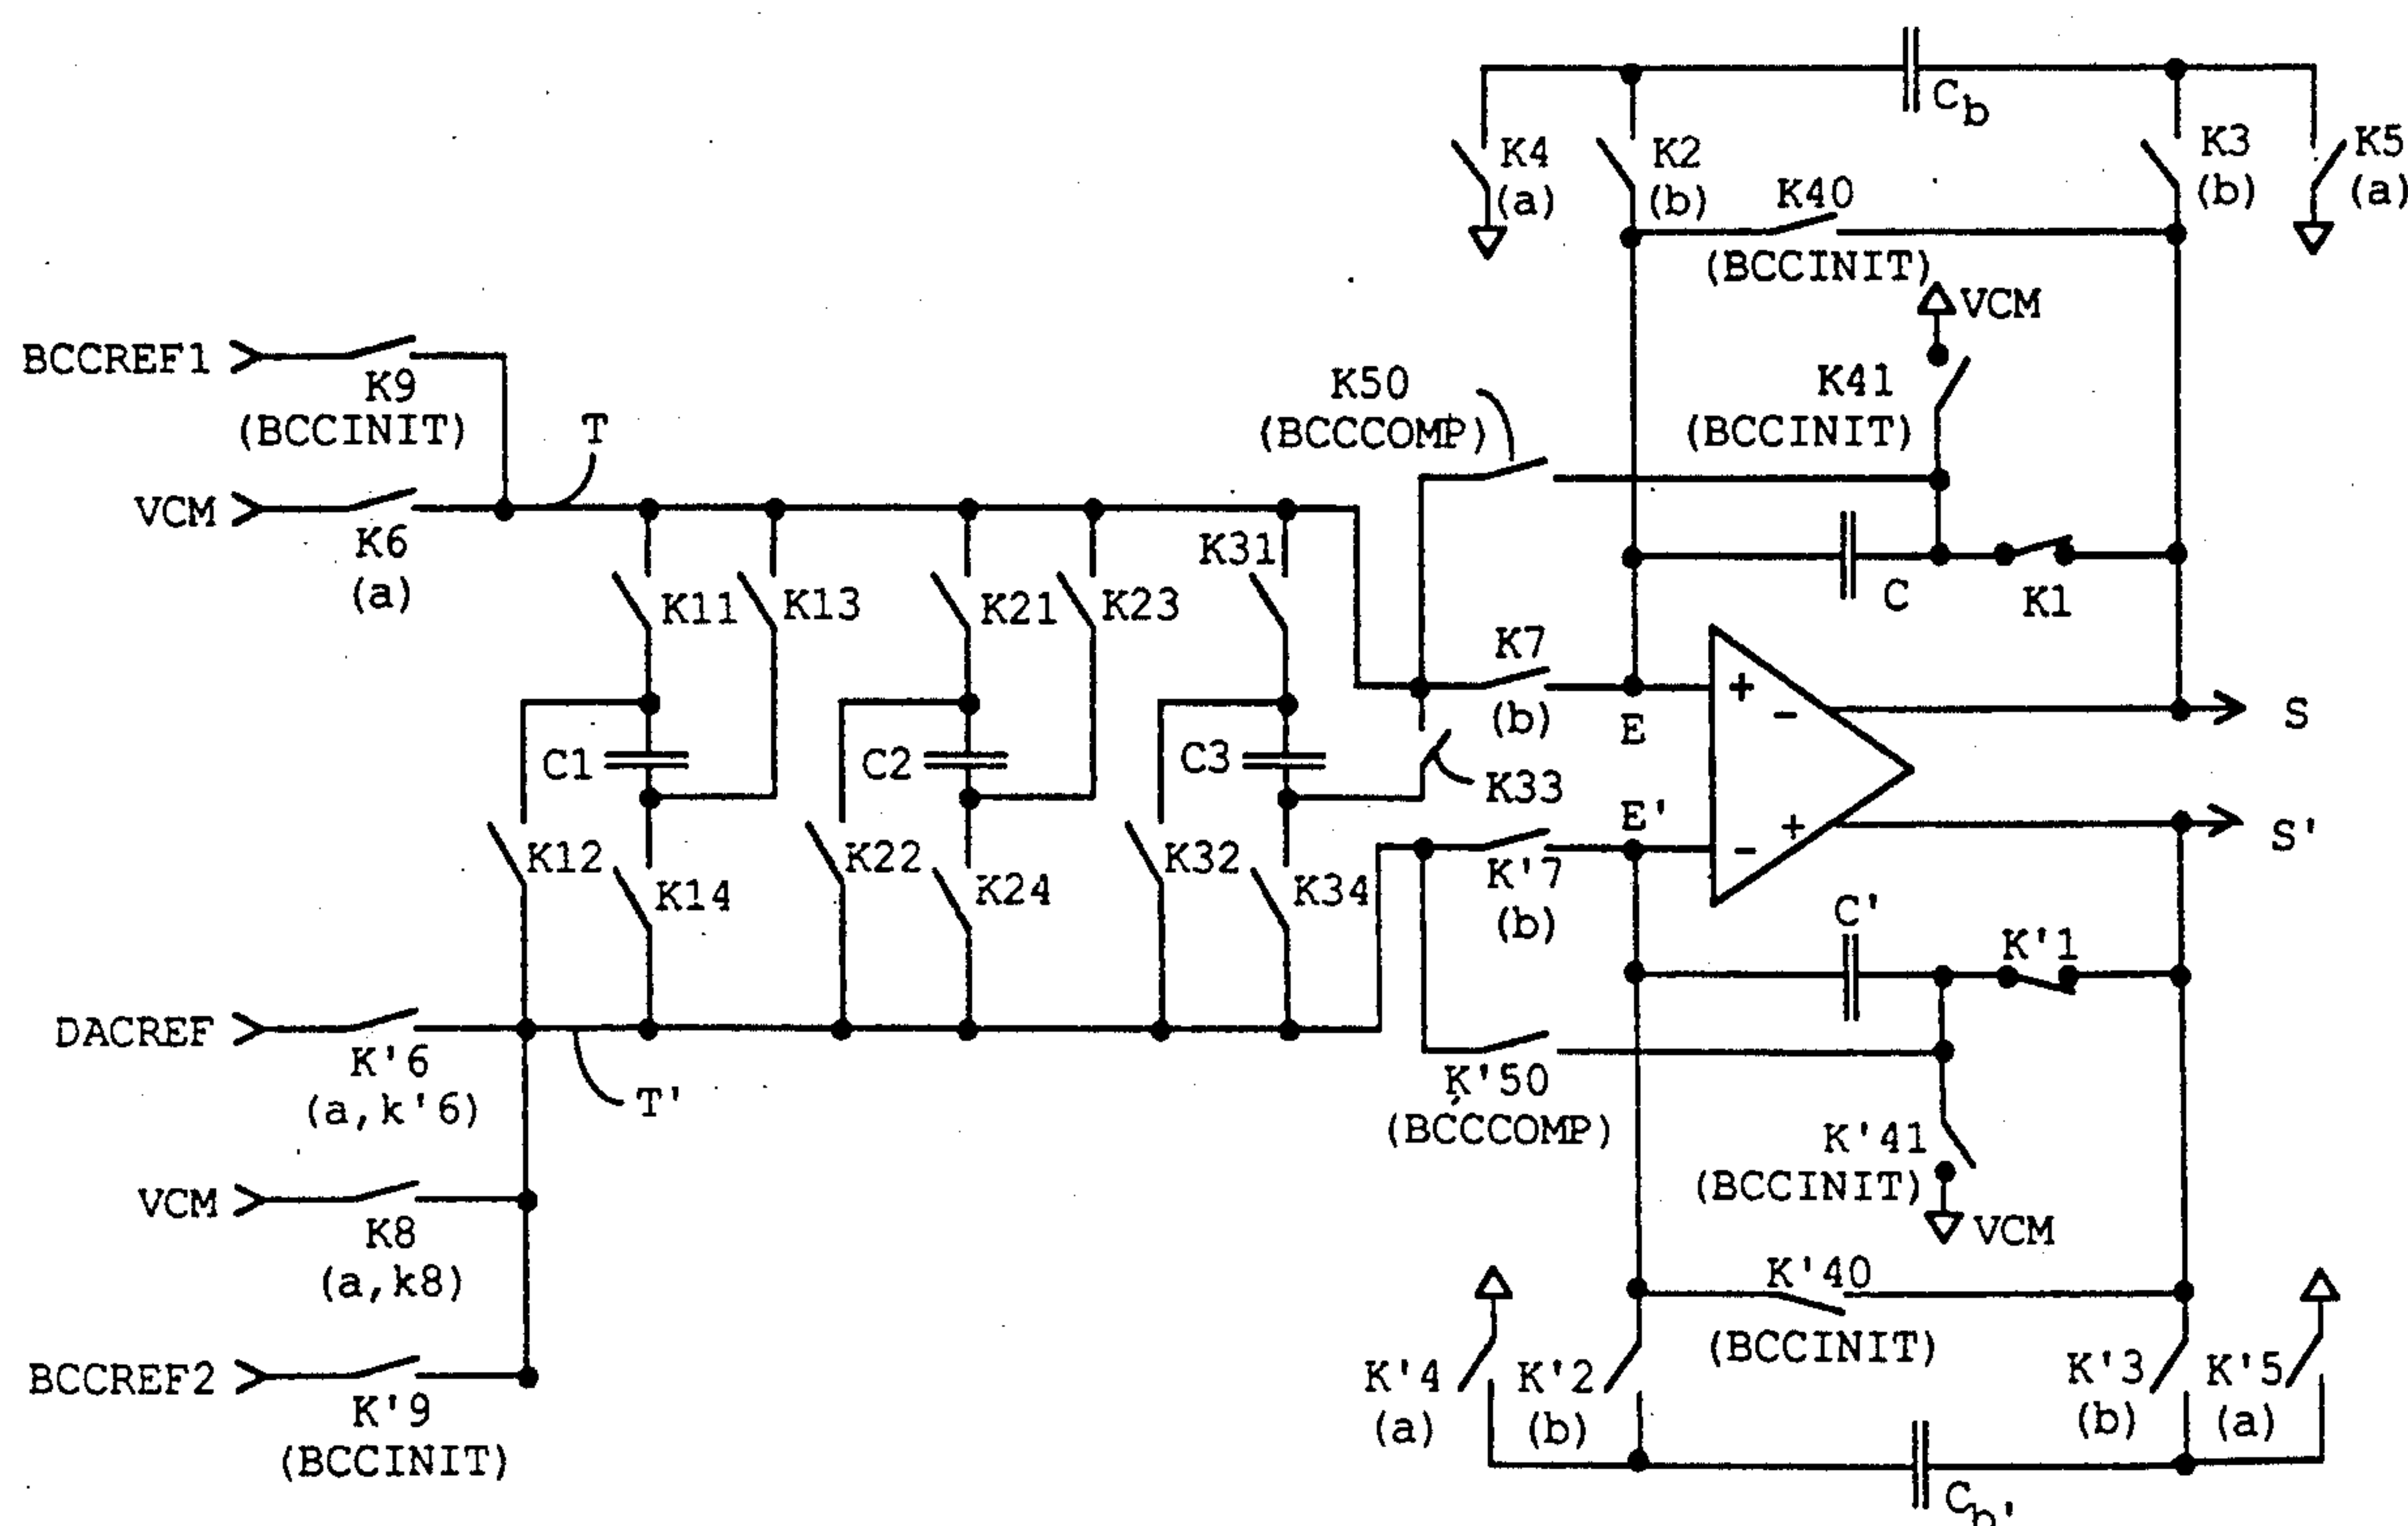 C_b
K4
(a)
K2
(b)
K3
(b)
K5
(a)
K40
(BCCINIT)
VCM
BCCREF1
K9
(BCCINIT)
T
K50
(BCCCOMP)
K41
(BCCINIT)
VCM
K6
(a)
K11
K13
K21
K23
K31
C
K1
K7
(b)
E
+
-
S
C1
C2
C3
K33
E'
-
+
S'
K12
K14
K22
K24
K32
K34
K'7
(b)
C'
K'1
DACREF
K'6
(a,k'6)
T'
K'50
(BCCCOMP)
K'41
(BCCINIT)
VCM
VCM
K8
(a,k8)
K'40
(BCCINIT)
BCCREF2
K'9
(BCCINIT)
K'4
(a)
K'2
(b)
K'3
(b)
K'5
(a)
C_b'